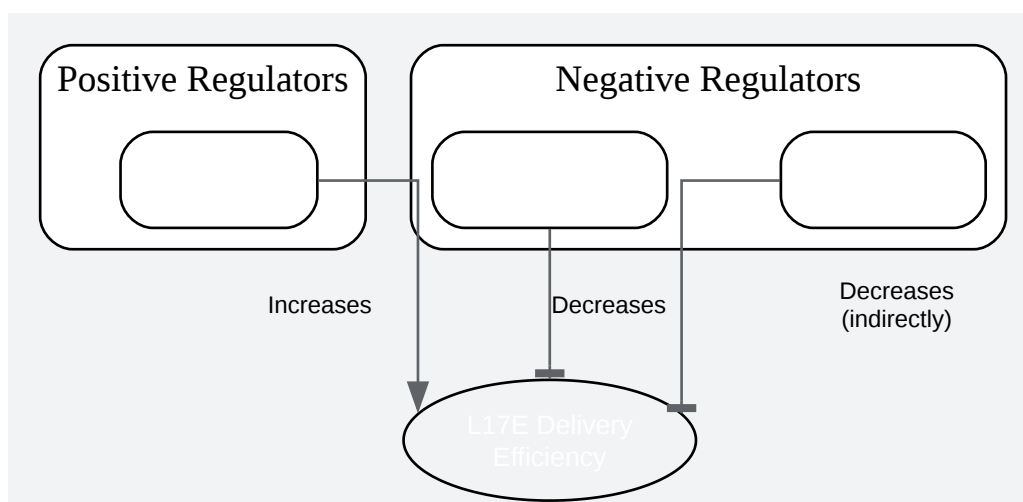 Positive Regulators
Negative Regulators
Increases
Decreases
Decreases
(indirectly)
L17E Delivery
Efficiency